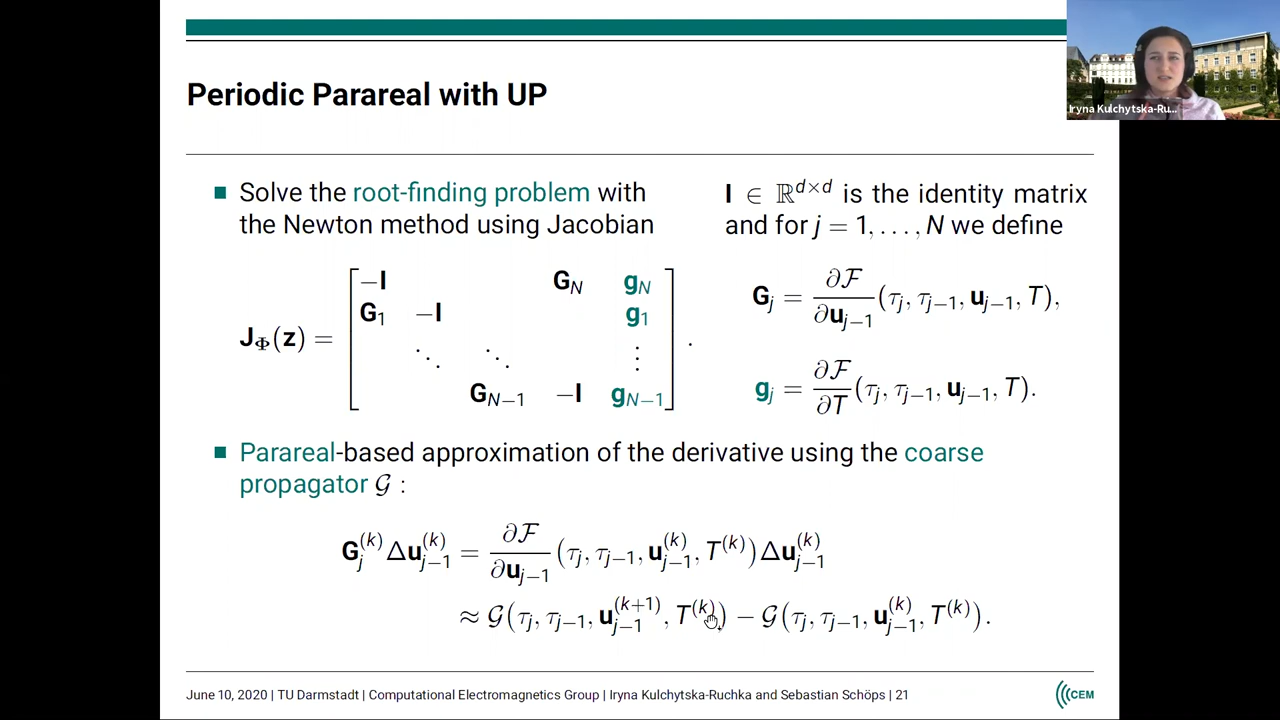 Iryna Kulchytska-Ru...
Periodic Parareal with UP
Solve the root-finding problem with
the Newton method using Jacobian
J_Φ(z) = [ −I G_N g_N
G_1 −I g_1
⋱ ⋱ ⋮
G_{N−1} −I g_{N−1} ] .
I ∈ ℝ^{d×d} is the identity matrix
and for j = 1, . . . , N we define
G_j = ∂ℱ/∂u_{j−1} (τ_j, τ_{j−1}, u_{j−1}, T),
g_j = ∂ℱ/∂T (τ_j, τ_{j−1}, u_{j−1}, T).
Parareal-based approximation of the derivative using the coarse
propagator 𝒢 :
G_j^{(k)} Δu_{j−1}^{(k)} = ∂ℱ/∂u_{j−1} (τ_j, τ_{j−1}, u_{j−1}^{(k)}, T^{(k)}) Δu_{j−1}^{(k)}
≈ 𝒢(τ_j, τ_{j−1}, u_{j−1}^{(k+1)}, T^{(k)}) − 𝒢(τ_j, τ_{j−1}, u_{j−1}^{(k)}, T^{(k)}).
June 10, 2020 | TU Darmstadt | Computational Electromagnetics Group | Iryna Kulchytska-Ruchka and Sebastian Schöps | 21
CEM